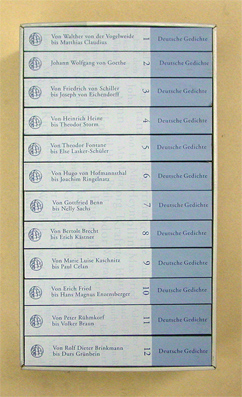 Von Walther von der Vogelweide
bis Matthias Claudius
1
Deutsche Gedichte
Johann Wolfgang von Goethe
2
Deutsche Gedichte
Von Friedrich von Schiller
bis Joseph von Eichendorff
3
Deutsche Gedichte
Von Heinrich Heine
bis Theodor Storm
4
Deutsche Gedichte
Von Theodor Fontane
bis Else Lasker-Schüler
5
Deutsche Gedichte
Von Hugo von Hofmannsthal
bis Joachim Ringelnatz
6
Deutsche Gedichte
Von Gottfried Benn
bis Nelly Sachs
7
Deutsche Gedichte
Von Bertolt Brecht
bis Erich Kästner
8
Deutsche Gedichte
Von Marie Luise Kaschnitz
bis Paul Celan
9
Deutsche Gedichte
Von Erich Fried
bis Hans Magnus Enzensberger
10
Deutsche Gedichte
Von Peter Rühmkorf
bis Volker Braun
11
Deutsche Gedichte
Von Rolf Dieter Brinkmann
bis Durs Grünbein
12
Deutsche Gedichte